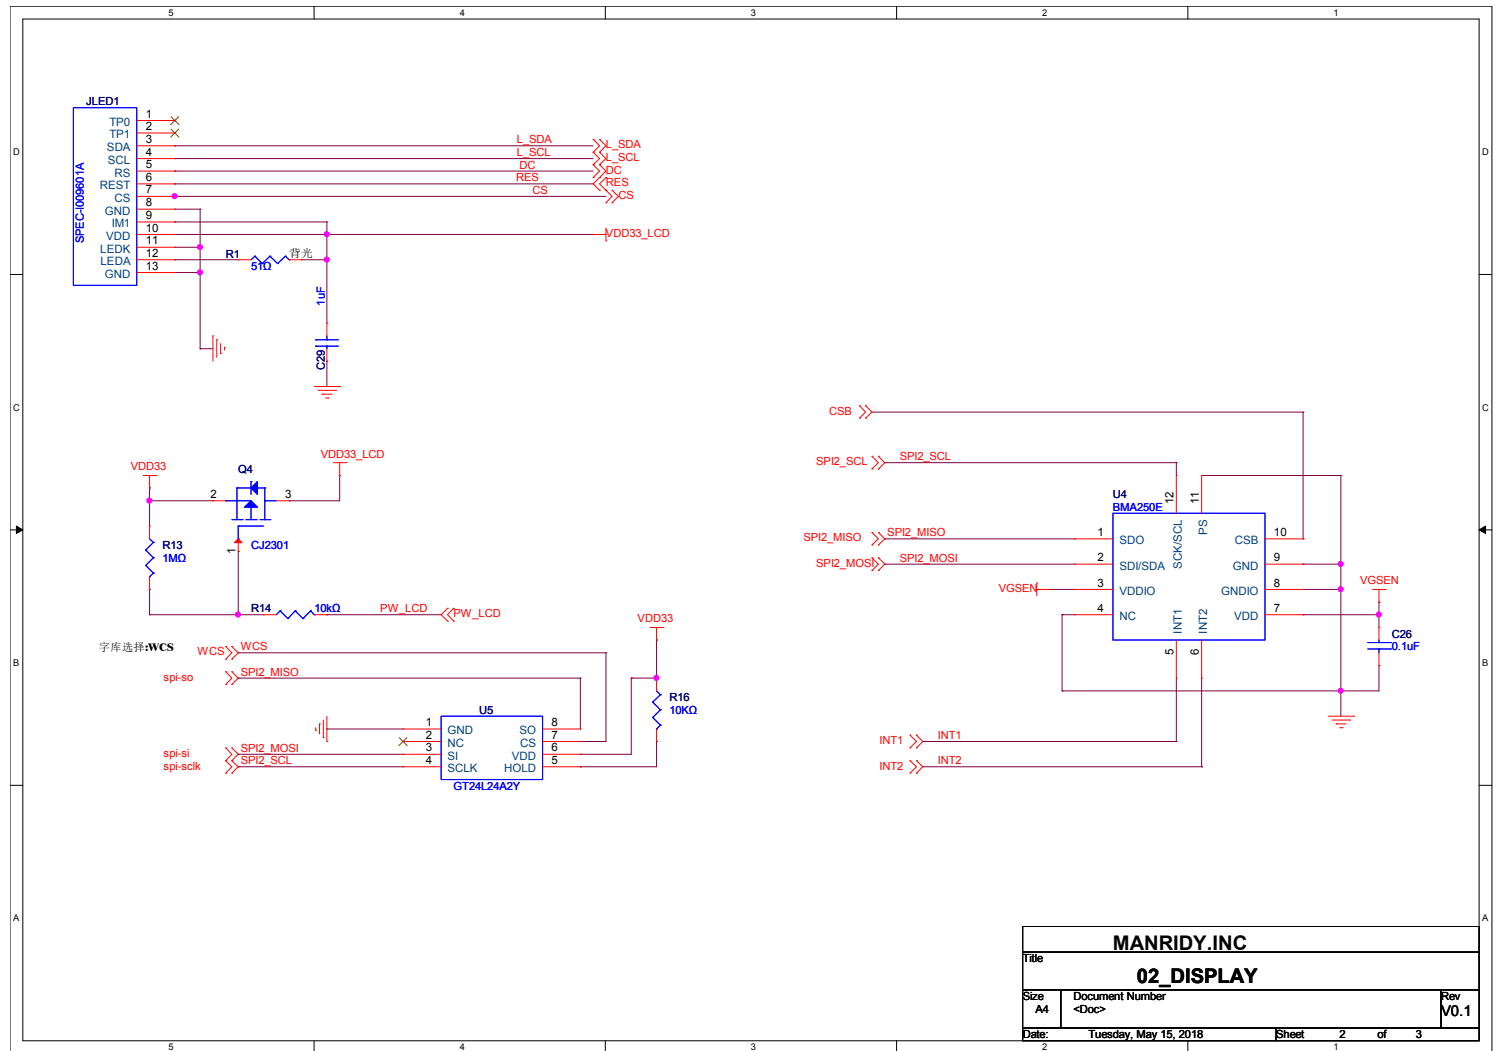 5 4 3 2 1
D D
C C
B B
A A
JLED1
SPEC-I009601A
TP0 1
TP1 2
SDA 3 L_SDA L_SDA
SCL 4 L_SCL L_SCL
RS 5 DC DC
REST 6 RES RES
CS 7 CS CS
GND 8
IM1 9
VDD 10 VDD33_LCD
LEDK 11
LEDA 12 R1 51Ω 背光
GND 13
1uF
C29
VDD33 Q4 VDD33_LCD
2 3
1 CJ2301
R13
1MΩ
R14 10kΩ PW_LCD PW_LCD
字库选择:WCS
WCS WCS
spi-so SPI2_MISO
VDD33
R16
10KΩ
U5
1 GND SO 8
2 NC CS 7
spi-si SPI2_MOSI 3 SI VDD 6
spi-sclk SPI2_SCL 4 SCLK HOLD 5
GT24L24A2Y
CSB
SPI2_SCL SPI2_SCL
U4
BMA250E
12 11
SCK/SCL PS
SPI2_MISO SPI2_MISO 1 SDO CSB 10
SPI2_MOSI SPI2_MOSI 2 SDI/SDA GND 9
VGSEN 3 VDDIO GNDIO 8
4 NC VDD 7
INT1 INT2
5 6
VGSEN
C26
0.1uF
INT1 INT1
INT2 INT2
MANRIDY.INC
Title
02_DISPLAY
Size Document Number Rev
A4 <Doc> V0.1
Date: Tuesday, May 15, 2018 Sheet 2 of 3
5 4 3 2 1